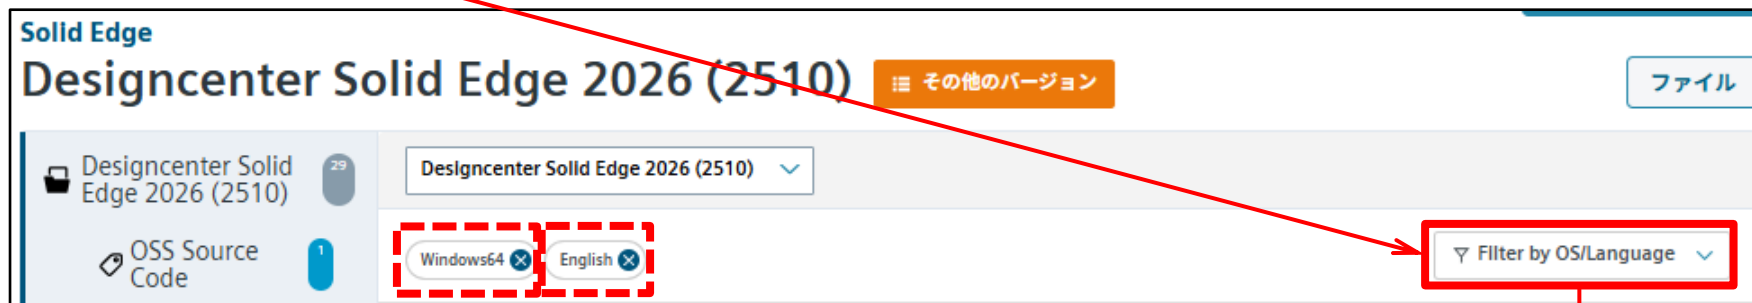 Solid Edge
Designcenter Solid Edge 2026 (2510)
その他のバージョン
ファイル
Designcenter Solid
Edge 2026 (2510)
29
Designcenter Solid Edge 2026 (2510)
OSS Source
Code
1
Windows64
English
Filter by OS/Language